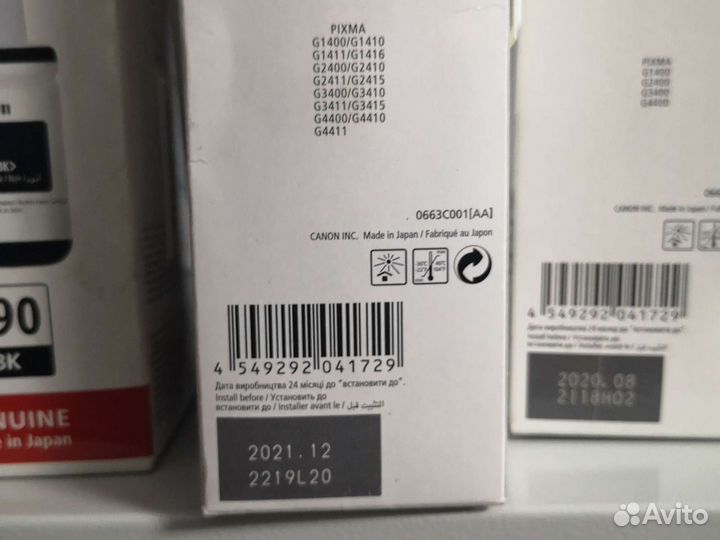 PIXMA
G1400/G1410
G1411/G1416
G2400/G2410
G2411/G2415
G3400/G3410
G3411/G3415
G4400/G4410
G4411
0663C001[AA]
CANON INC. Made in Japan / Fabriqué au Japon
4 549292 041729
Дата виробництва 24 місяці до "встановити до".
Install before / Установить до
встановити до / Installer avant le / التثبيت قبل
2021.12
2219L20
PIXMA
G1400
G2400
G3400
G4400
4 549292 041729
2020.08
2118H02
90
BK
NUINE
e in Japan
Avito